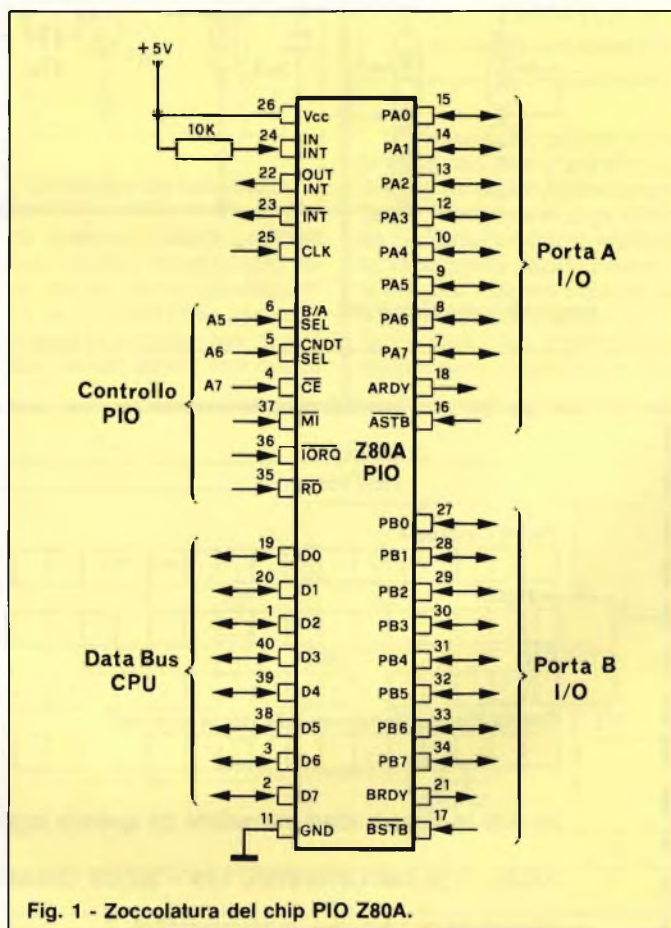 +5V
10K
26 Vcc
24 IN INT
22 OUT INT
23 INT
25 CLK
A5 6 B/A SEL
A6 5 CNDT SEL
A7 4 CE
37 MI
36 IORQ
35 RD
Controllo PIO
19 D0
20 D1
1 D2
40 D3
39 D4
38 D5
3 D6
2 D7
Data Bus CPU
11 GND
Z80A PIO
PA0 15
PA1 14
PA2 13
PA3 12
PA4 10
PA5 9
PA6 8
PA7 7
ARDY 18
ASTB 16
Porta A I/O
PB0 27
PB1 28
PB2 29
PB3 30
PB4 31
PB5 32
PB6 33
PB7 34
BRDY 21
BSTB 17
Porta B I/O
Fig. 1 - Zoccolatura del chip PIO Z80A.